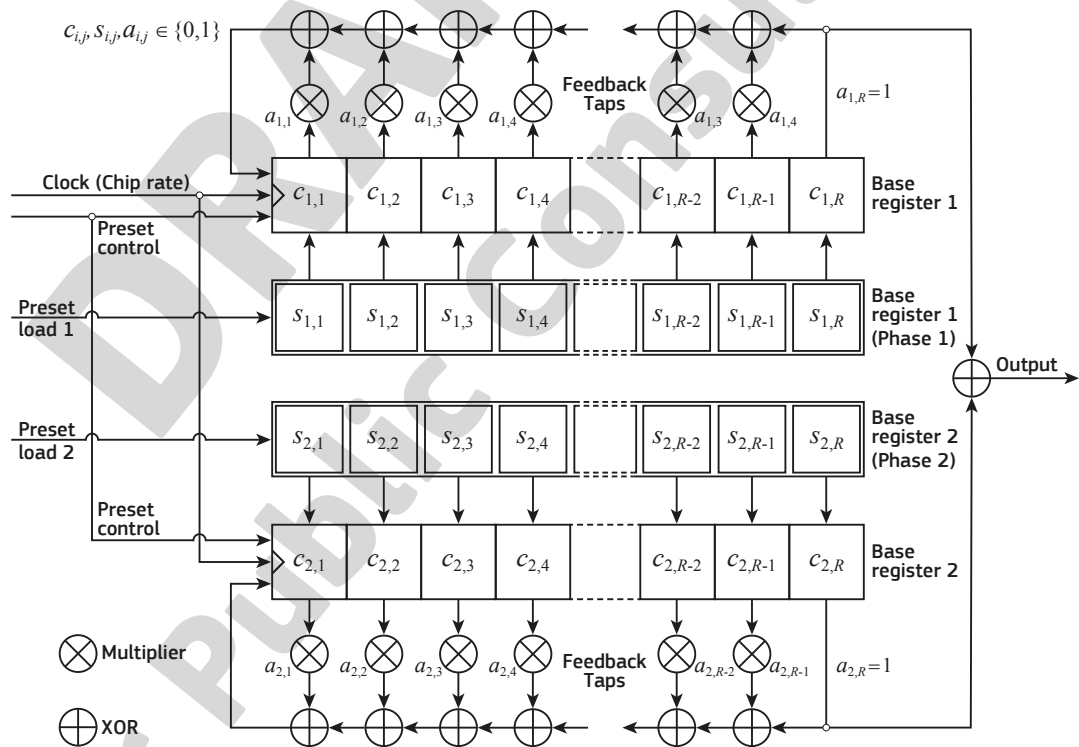 c_{i,j}, s_{i,j}, a_{i,j} ∈ {0,1}
Feedback
Taps
a_{1,1} a_{1,2} a_{1,3} a_{1,4} a_{1,3} a_{1,4} a_{1,R}=1
Clock (Chip rate)
c_{1,1} c_{1,2} c_{1,3} c_{1,4} c_{1,R-2} c_{1,R-1} c_{1,R}
Base
register 1
Preset
control
Preset
load 1
s_{1,1} s_{1,2} s_{1,3} s_{1,4} s_{1,R-2} s_{1,R-1} s_{1,R}
Base
register 1
(Phase 1)
Output
Preset
load 2
s_{2,1} s_{2,2} s_{2,3} s_{2,4} s_{2,R-2} s_{2,R-1} s_{2,R}
Base
register 2
(Phase 2)
Preset
control
c_{2,1} c_{2,2} c_{2,3} c_{2,4} c_{2,R-2} c_{2,R-1} c_{2,R}
Base
register 2
Multiplier
a_{2,1} a_{2,2} a_{2,3} a_{2,4} a_{2,R-2} a_{2,R-1} a_{2,R}=1
Feedback
Taps
XOR
DRA
Public Consu